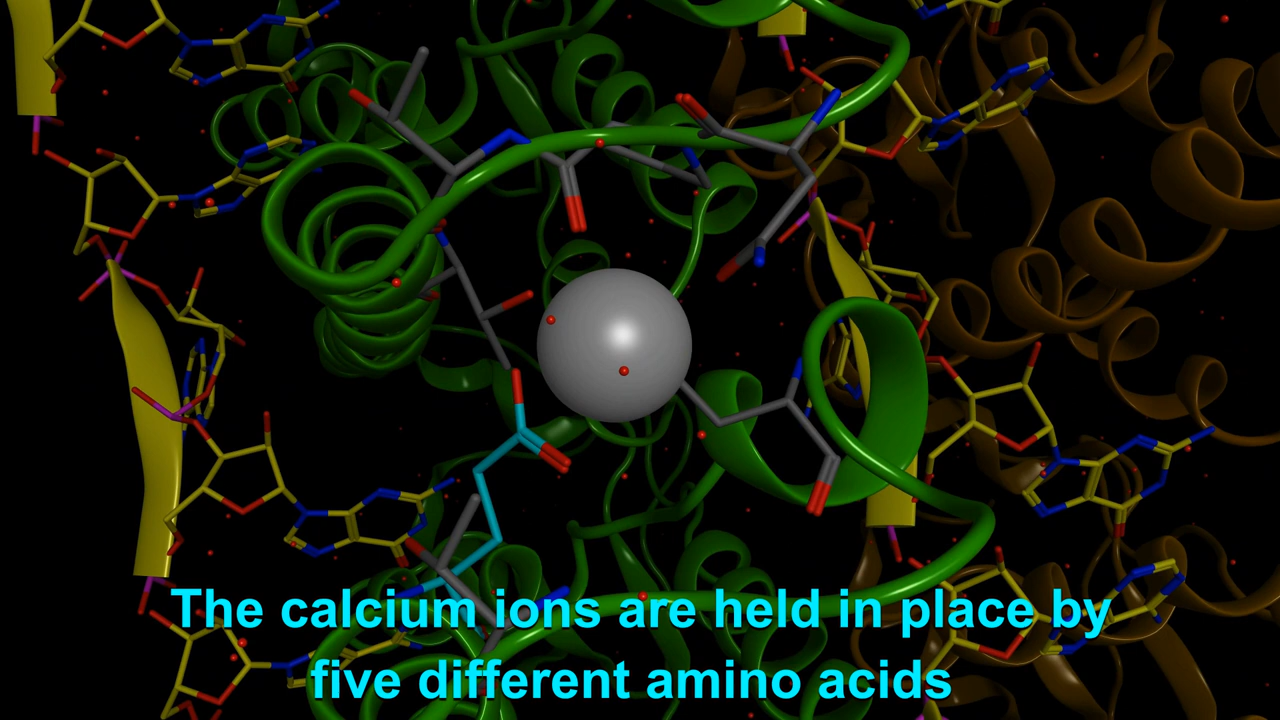 The calcium ions are held in place by
five different amino acids